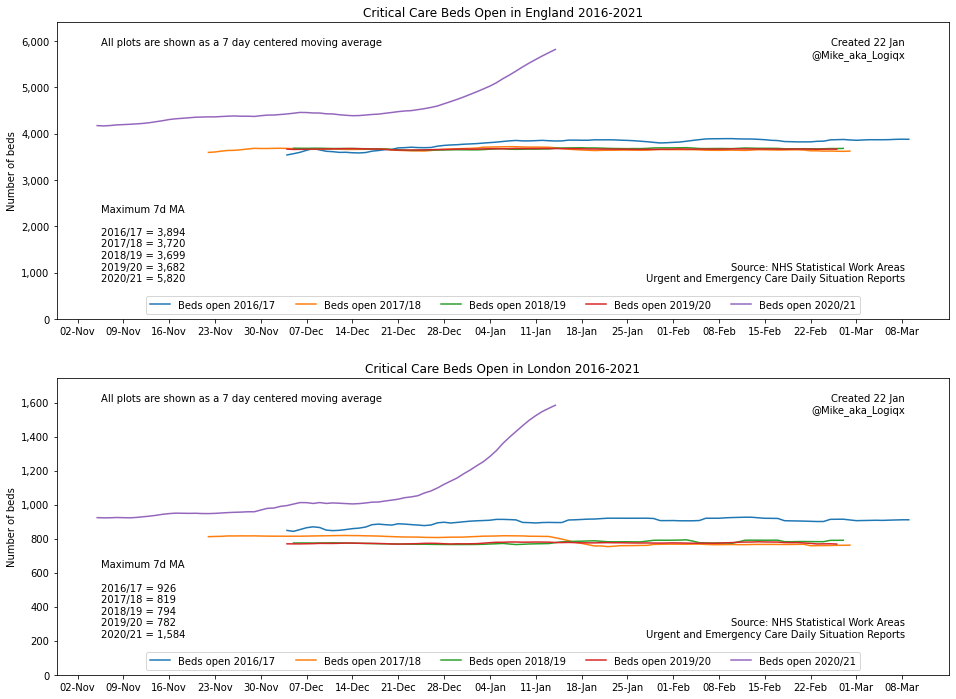 Critical Care Beds Open in England 2016-2021
All plots are shown as a 7 day centered moving average
Created 22 Jan
@Mike_aka_Logiqx
Number of beds
6,000
5,000
4,000
3,000
2,000
1,000
0
Maximum 7d MA
2016/17 = 3,894
2017/18 = 3,720
2018/19 = 3,699
2019/20 = 3,682
2020/21 = 5,820
Source: NHS Statistical Work Areas
Urgent and Emergency Care Daily Situation Reports
Beds open 2016/17 Beds open 2017/18 Beds open 2018/19 Beds open 2019/20 Beds open 2020/21
02-Nov 09-Nov 16-Nov 23-Nov 30-Nov 07-Dec 14-Dec 21-Dec 28-Dec 04-Jan 11-Jan 18-Jan 25-Jan 01-Feb 08-Feb 15-Feb 22-Feb 01-Mar 08-Mar
Critical Care Beds Open in London 2016-2021
All plots are shown as a 7 day centered moving average
Created 22 Jan
@Mike_aka_Logiqx
Number of beds
1,600
1,400
1,200
1,000
800
600
400
200
0
Maximum 7d MA
2016/17 = 926
2017/18 = 819
2018/19 = 794
2019/20 = 782
2020/21 = 1,584
Source: NHS Statistical Work Areas
Urgent and Emergency Care Daily Situation Reports
Beds open 2016/17 Beds open 2017/18 Beds open 2018/19 Beds open 2019/20 Beds open 2020/21
02-Nov 09-Nov 16-Nov 23-Nov 30-Nov 07-Dec 14-Dec 21-Dec 28-Dec 04-Jan 11-Jan 18-Jan 25-Jan 01-Feb 08-Feb 15-Feb 22-Feb 01-Mar 08-Mar